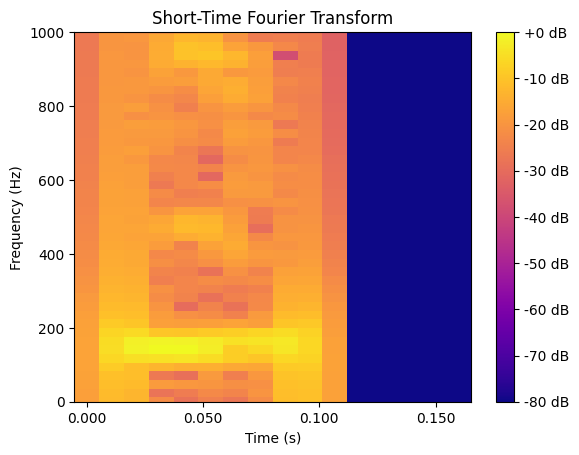 Short-Time Fourier Transform
1000
800
600
400
200
0
Frequency (Hz)
0.000
0.050
0.100
0.150
Time (s)
+0 dB
-10 dB
-20 dB
-30 dB
-40 dB
-50 dB
-60 dB
-70 dB
-80 dB